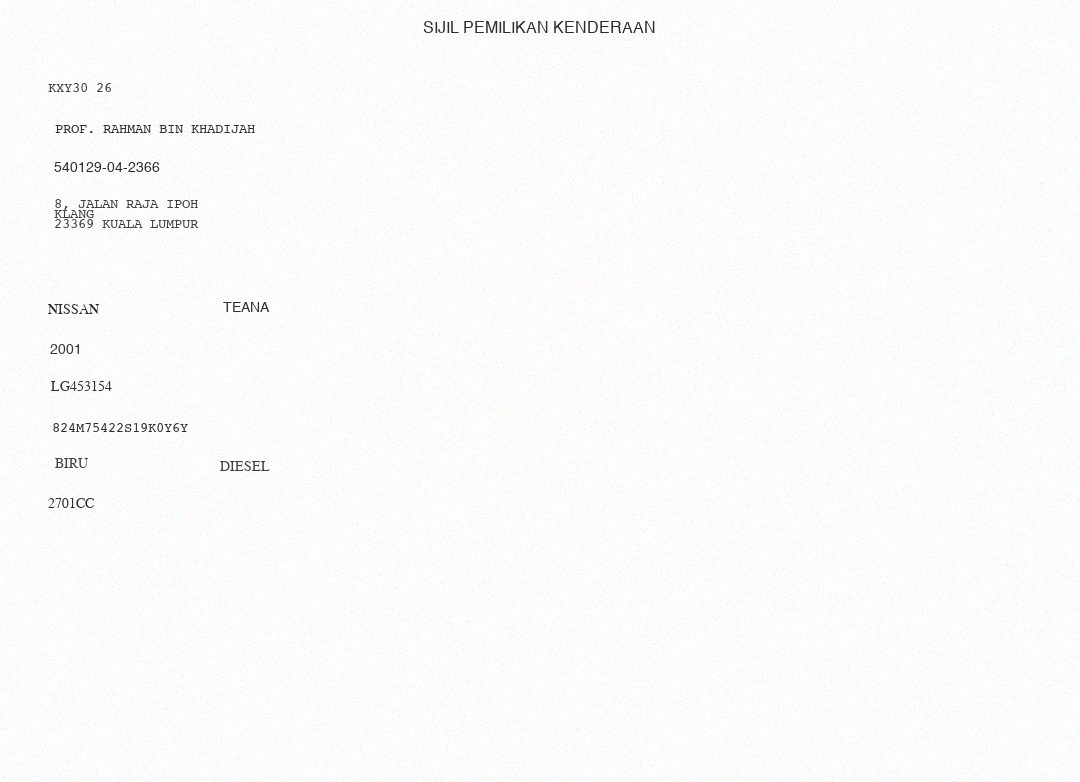 SIJIL PEMILIKAN KENDERAAN
KXY30 26
PROF. RAHMAN BIN KHADIJAH
540129-04-2366
8, JALAN RAJA IPOH
KLANG
23369 KUALA LUMPUR
NISSAN TEANA
2001
LG453154
824M75422S19K0Y6Y
BIRU DIESEL
2701CC